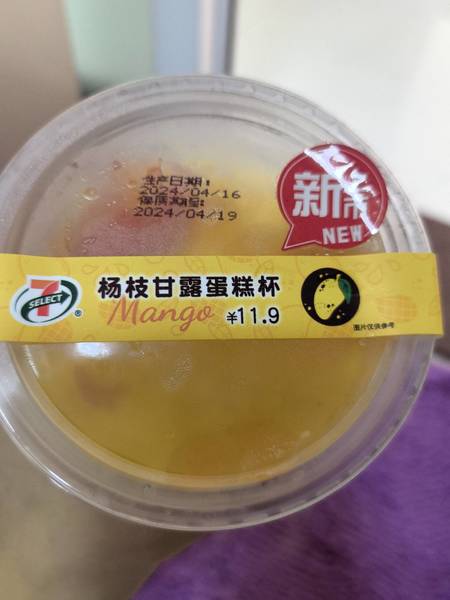 生产日期:
2024/04/16
保质期至:
2024/04/19
新
NEW
7
SELECT
®
杨枝甘露蛋糕杯
Mango ¥11.9
图片仅供参考